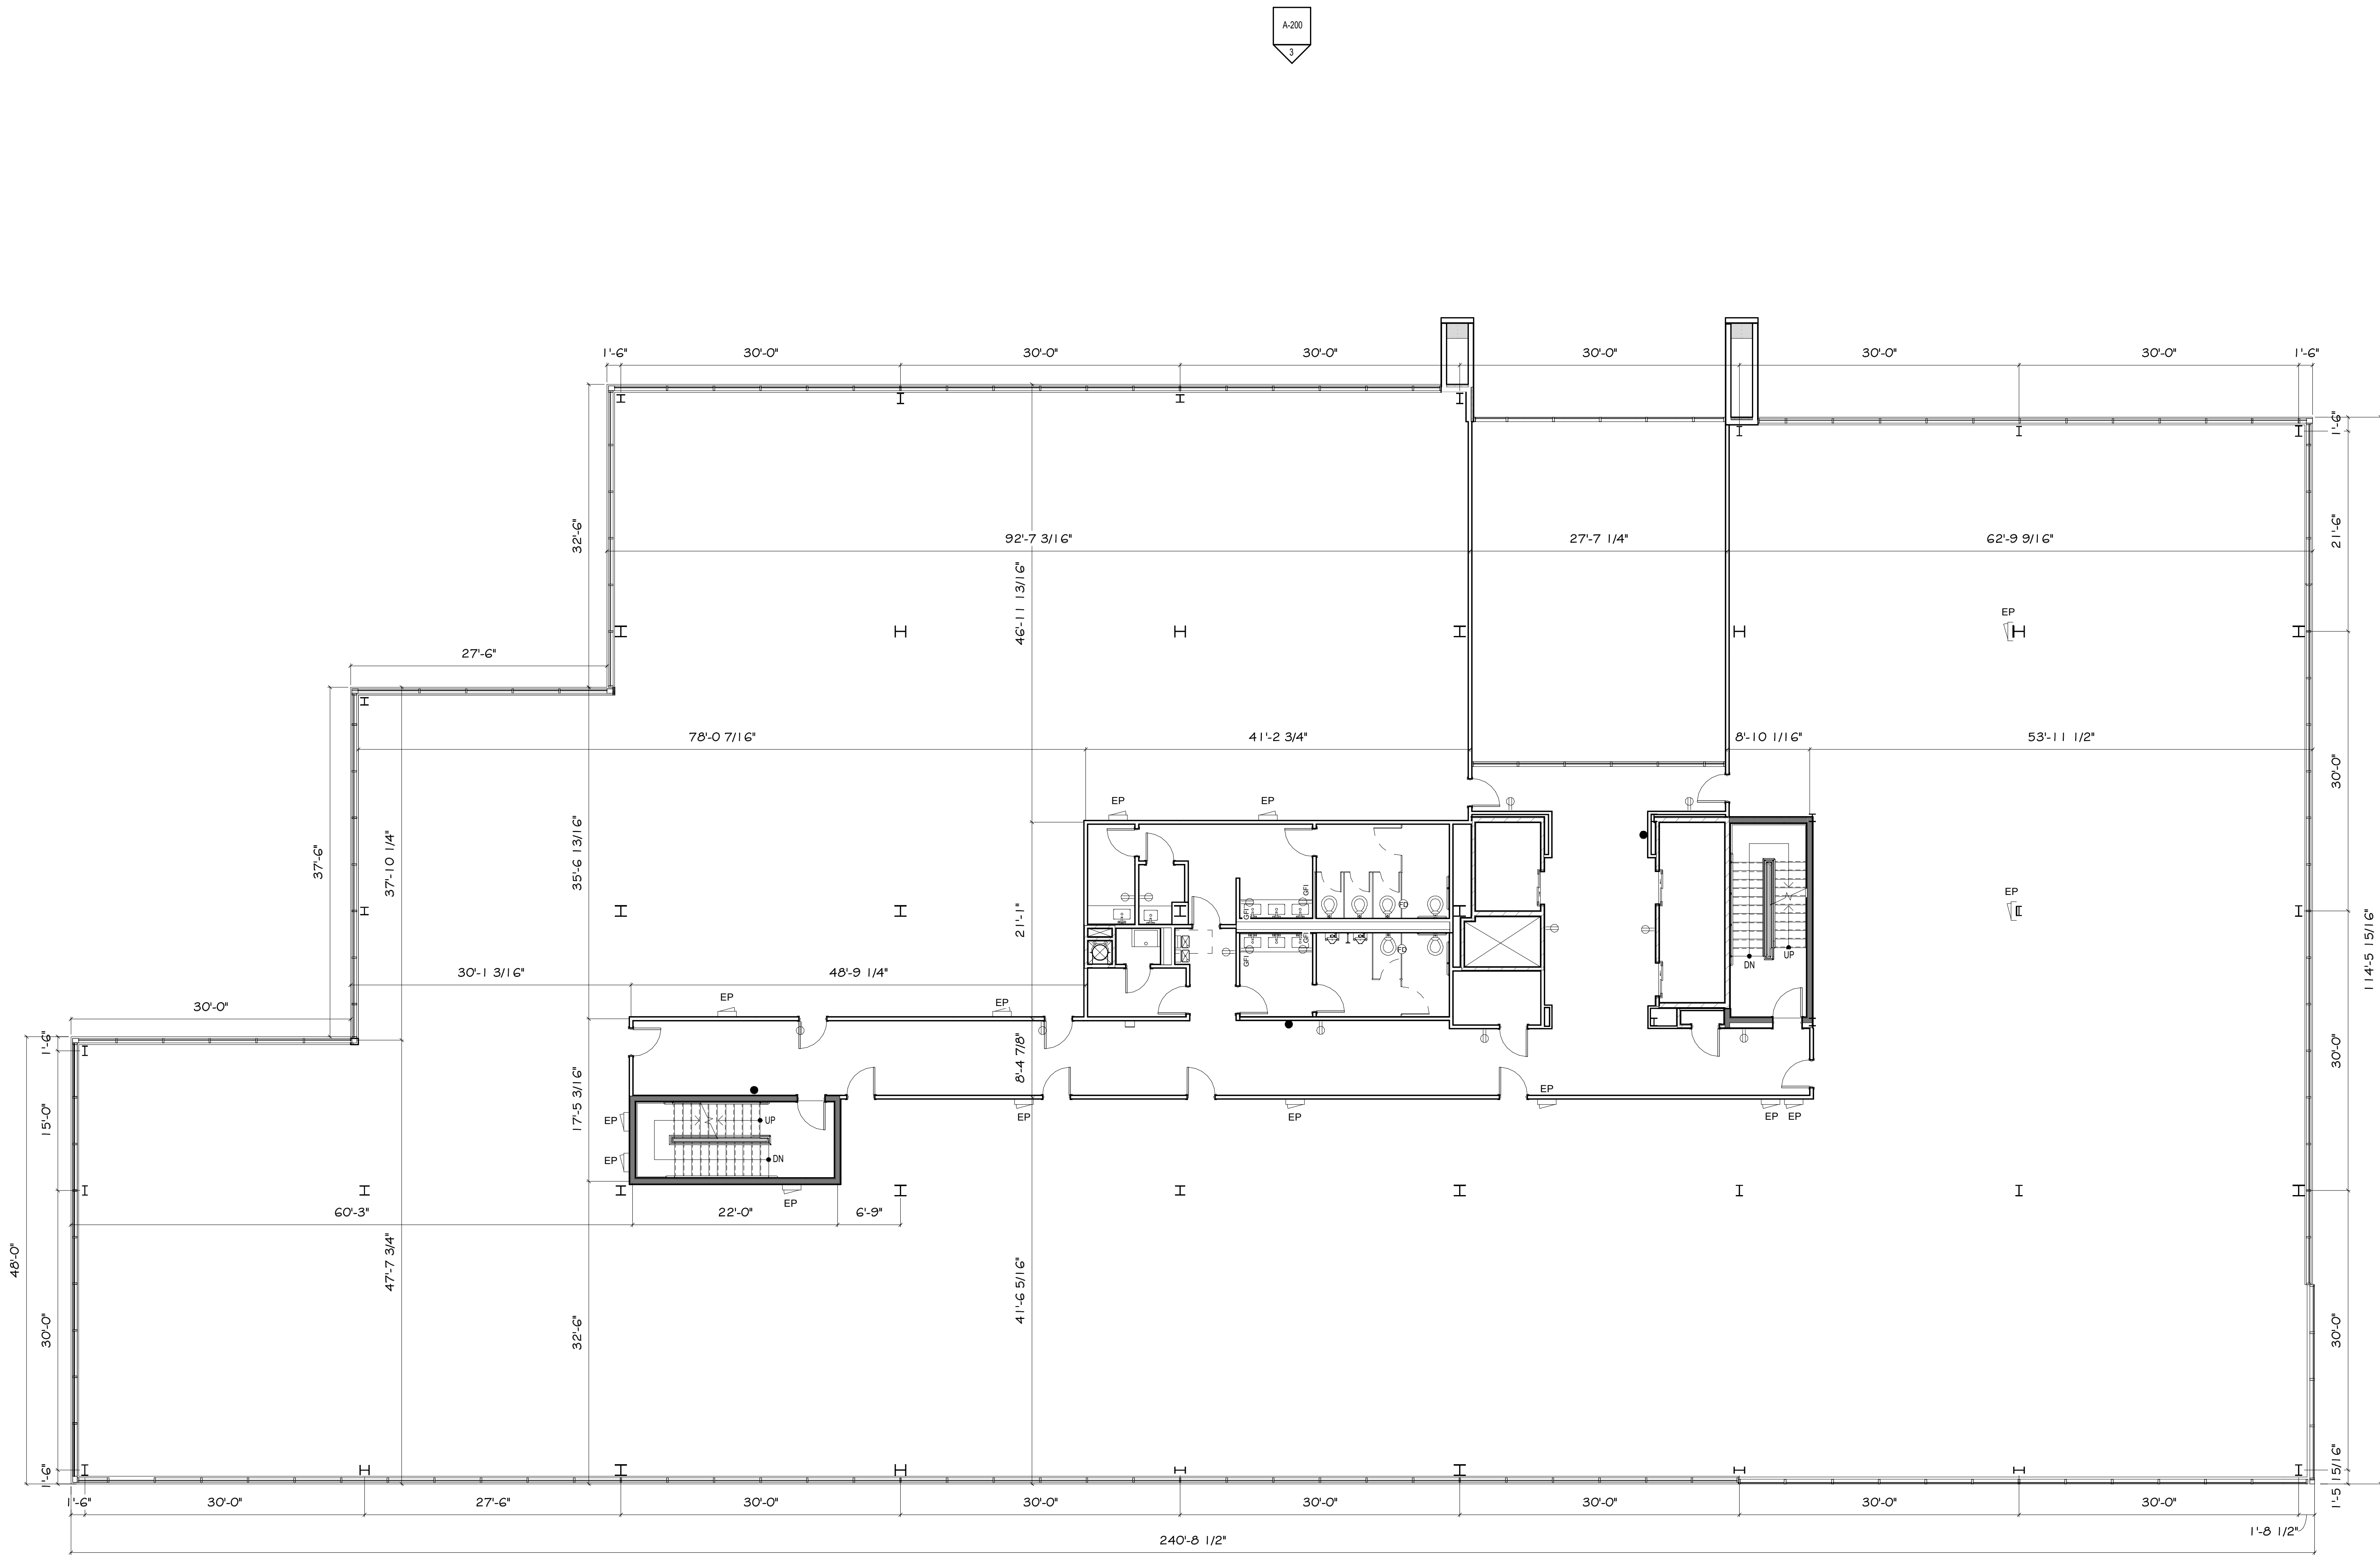 A-200
3
1'-6"
30'-0"
30'-0"
30'-0"
30'-0"
30'-0"
30'-0"
1'-6"
1'-6"
32'-6"
92'-7 3/16"
27'-7 1/4"
62'-9 9/16"
21'-6"
46'-11 13/16"
EP
27'-6"
78'-0 7/16"
41'-2 3/4"
8'-10 1/16"
53'-11 1/2"
30'-0"
EP
EP
37'-6"
37'-10 1/4"
35'-6 13/16"
21'-1"
GFI
GFI
FD
EP
GFI
GFI
FD
DN
UP
114'-5 15/16"
30'-1 3/16"
48'-9 1/4"
30'-0"
EP
EP
1'-6"
8'-4 7/8"
30'-0"
15'-0"
17'-5 3/16"
EP
EP
UP
EP
EP
EP
EP
EP
DN
EP
60'-3"
22'-0"
6'-9"
48'-0"
47'-7 3/4"
41'-6 5/16"
30'-0"
32'-6"
30'-0"
1'-6"
1'-5 15/16"
1'-6"
30'-0"
27'-6"
30'-0"
30'-0"
30'-0"
30'-0"
30'-0"
30'-0"
1'-8 1/2"
240'-8 1/2"